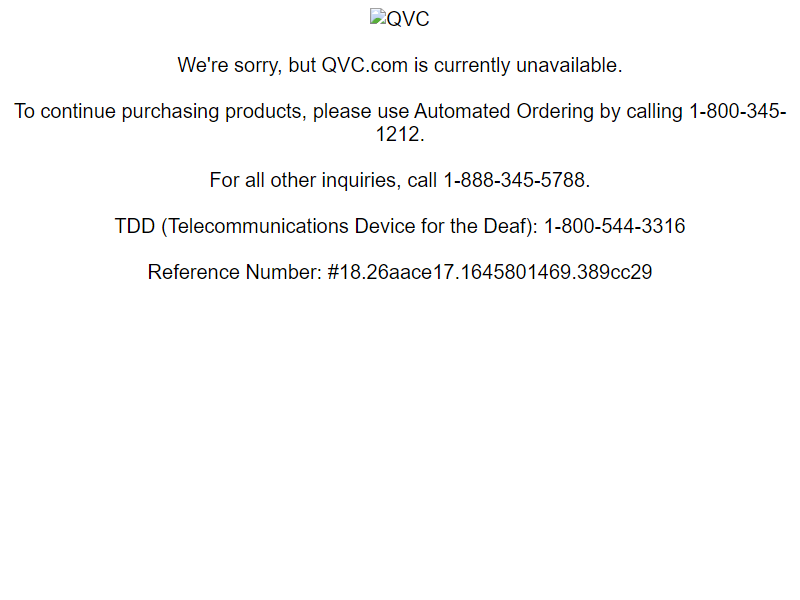 QVC
We're sorry, but QVC.com is currently unavailable.
To continue purchasing products, please use Automated Ordering by calling 1-800-345-
1212.
For all other inquiries, call 1-888-345-5788.
TDD (Telecommunications Device for the Deaf): 1-800-544-3316
Reference Number: #18.26aace17.1645801469.389cc29